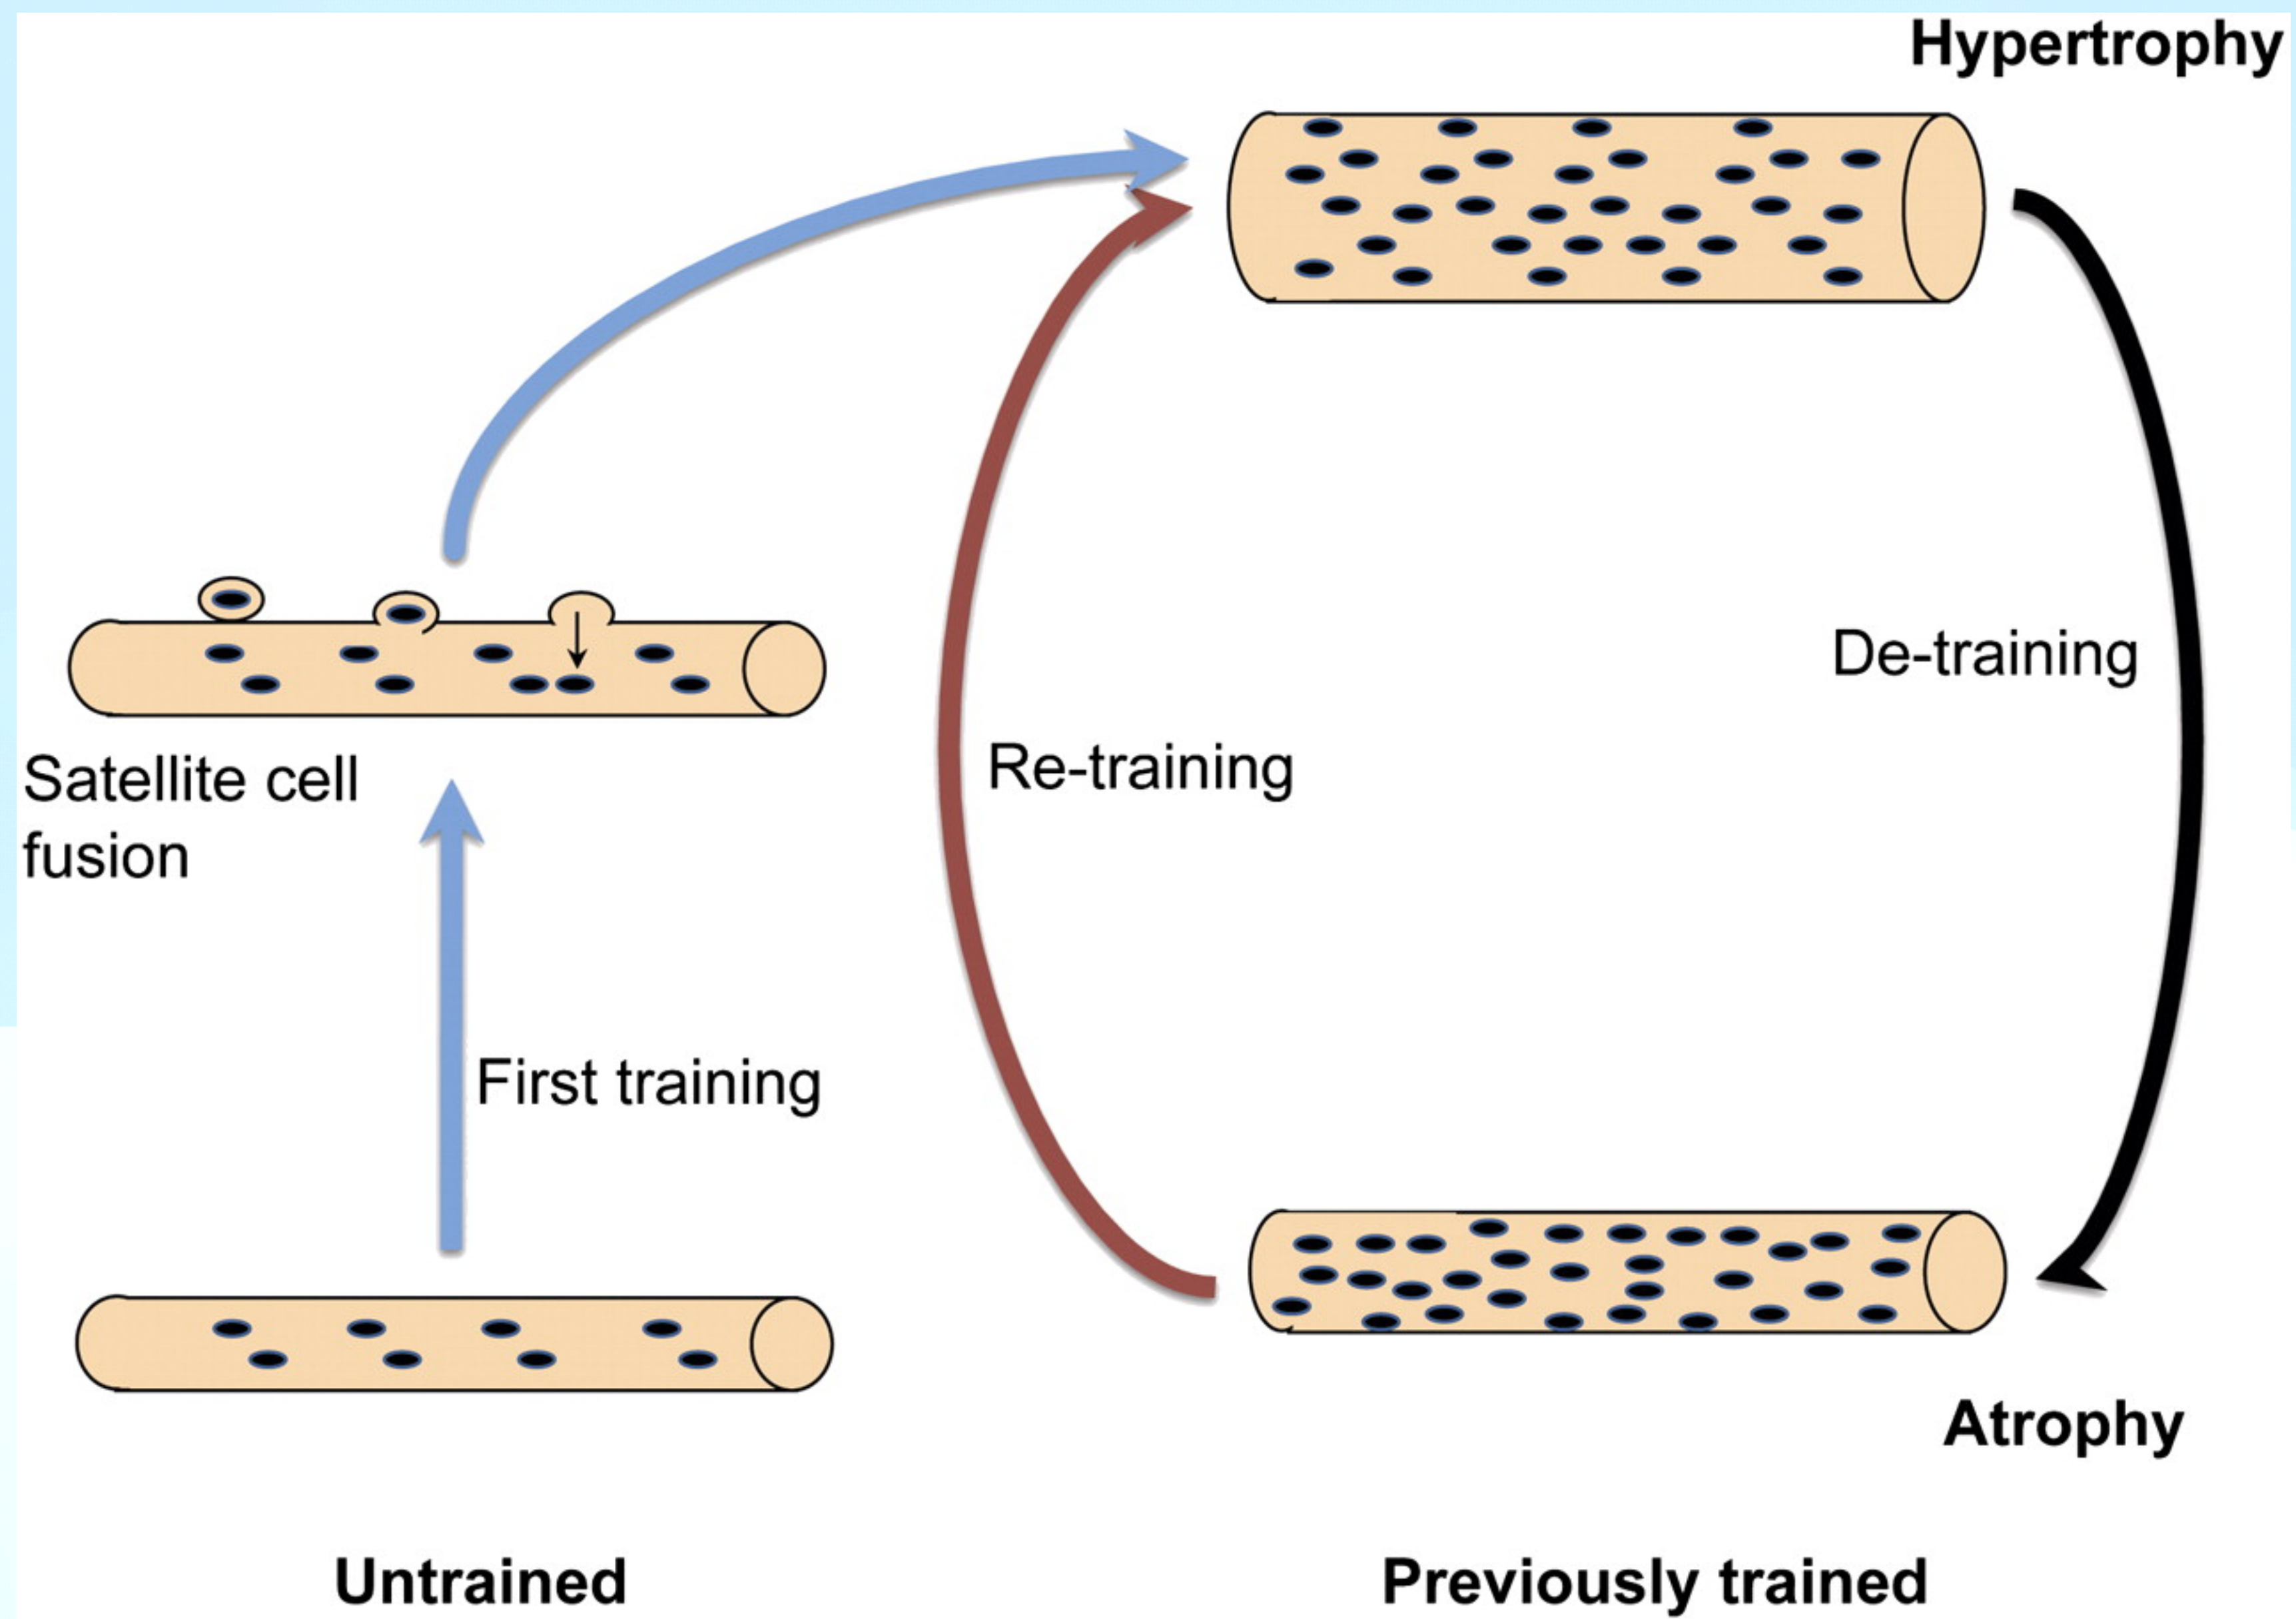 Hypertrophy
De-training
Re-training
Satellite cell
fusion
First training
Atrophy
Untrained
Previously trained